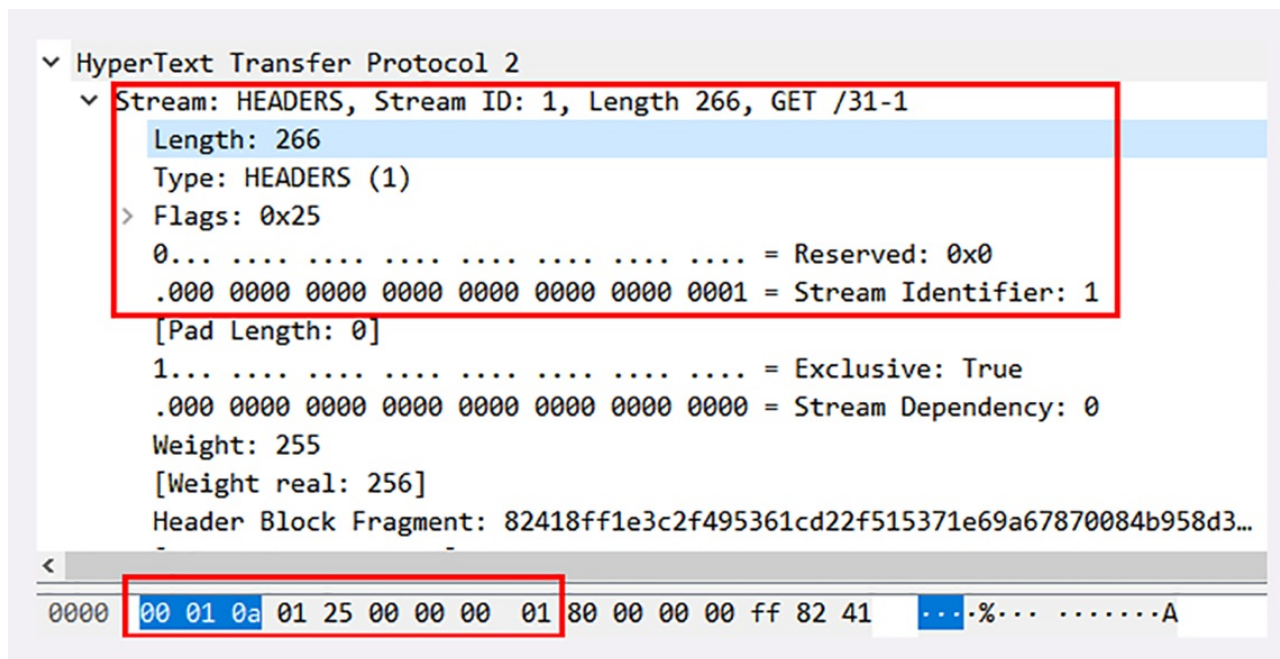 HyperText Transfer Protocol 2
Stream: HEADERS, Stream ID: 1, Length 266, GET /31-1
Length: 266
Type: HEADERS (1)
Flags: 0x25
0... .... .... .... .... .... .... .... = Reserved: 0x0
.000 0000 0000 0000 0000 0000 0000 0001 = Stream Identifier: 1
[Pad Length: 0]
1... .... .... .... .... .... .... .... = Exclusive: True
.000 0000 0000 0000 0000 0000 0000 0000 = Stream Dependency: 0
Weight: 255
[Weight real: 256]
Header Block Fragment: 82418ff1e3c2f495361cd22f515371e69a67870084b958d3…
0000 00 01 0a 01 25 00 00 00 01 80 00 00 00 ff 82 41 ····%··· ·······A